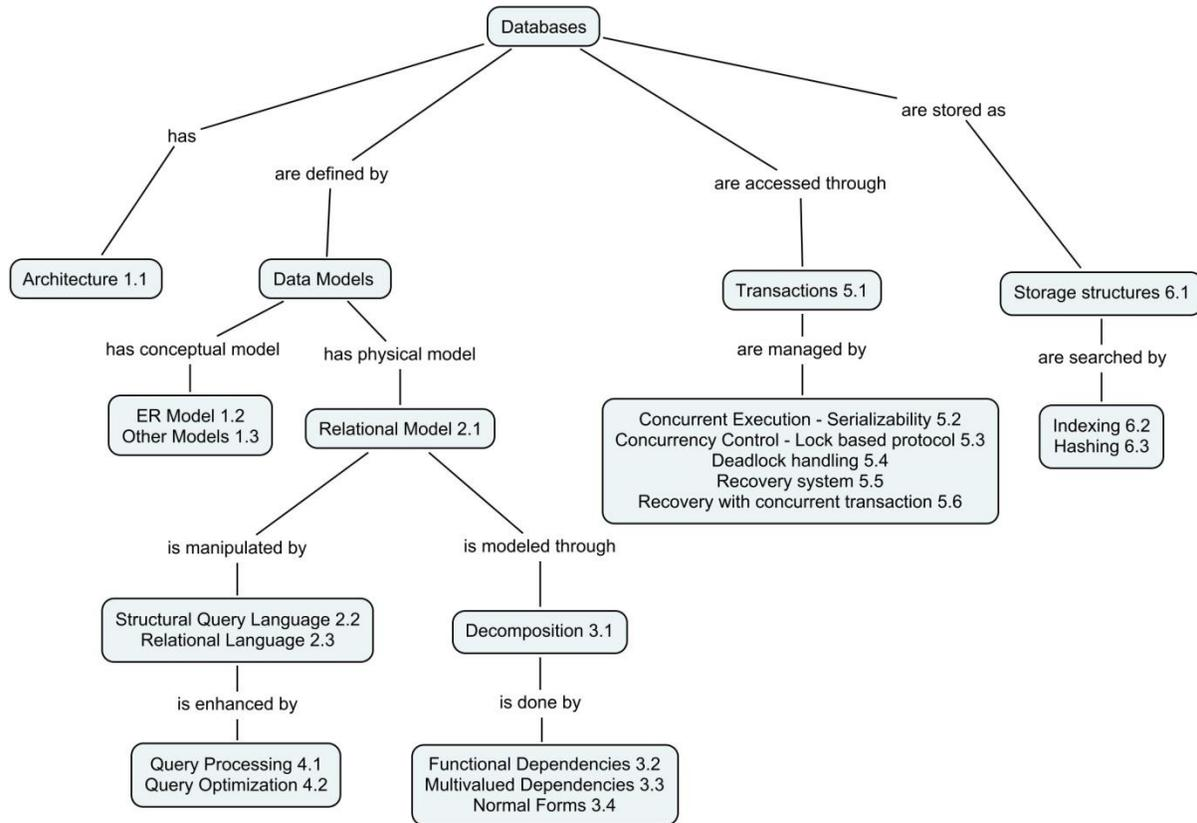 Databases
has
are defined by
are accessed through
are stored as
Architecture 1.1
Data Models
Transactions 5.1
Storage structures 6.1
has conceptual model
has physical model
are managed by
are searched by
ER Model 1.2
Other Models 1.3
Relational Model 2.1
Concurrent Execution - Serializability 5.2
Concurrency Control - Lock based protocol 5.3
Deadlock handling 5.4
Recovery system 5.5
Recovery with concurrent transaction 5.6
Indexing 6.2
Hashing 6.3
is manipulated by
is modeled through
Structural Query Language 2.2
Relational Language 2.3
Decomposition 3.1
is enhanced by
is done by
Query Processing 4.1
Query Optimization 4.2
Functional Dependencies 3.2
Multivalued Dependencies 3.3
Normal Forms 3.4